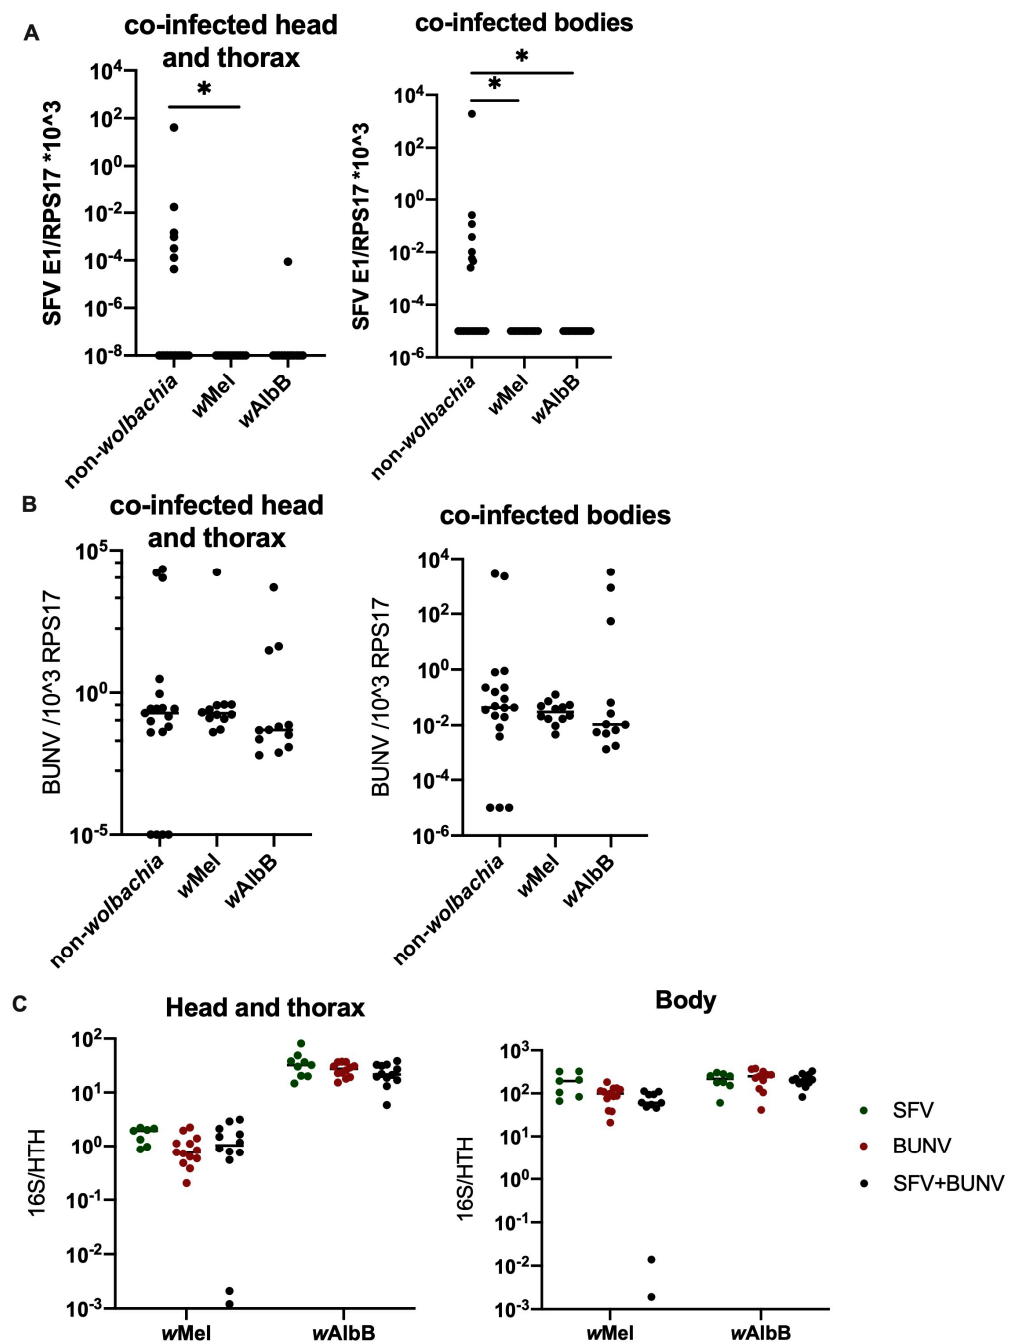 A
co-infected head
and thorax
co-infected bodies
SFV E1/RPS17 *10^3
10^4
10^2
10^0
10^-2
10^-4
10^-6
10^-8
*
non-wolbachia
wMel
wAlbB
SFV E1/RPS17 *10^3
10^4
10^2
10^0
10^-2
10^-4
10^-6
*
*
non-wolbachia
wMel
wAlbB
B
co-infected head
and thorax
co-infected bodies
BUNV /10^3 RPS17
10^5
10^0
10^-5
non-wolbachia
wMel
wAlbB
BUNV /10^3 RPS17
10^4
10^2
10^0
10^-2
10^-4
10^-6
non-wolbachia
wMel
wAlbB
C
Head and thorax
Body
16S/HTH
10^2
10^1
10^0
10^-1
10^-2
10^-3
wMel
wAlbB
16S/HTH
10^3
10^2
10^1
10^0
10^-1
10^-2
10^-3
wMel
wAlbB
SFV
BUNV
SFV+BUNV